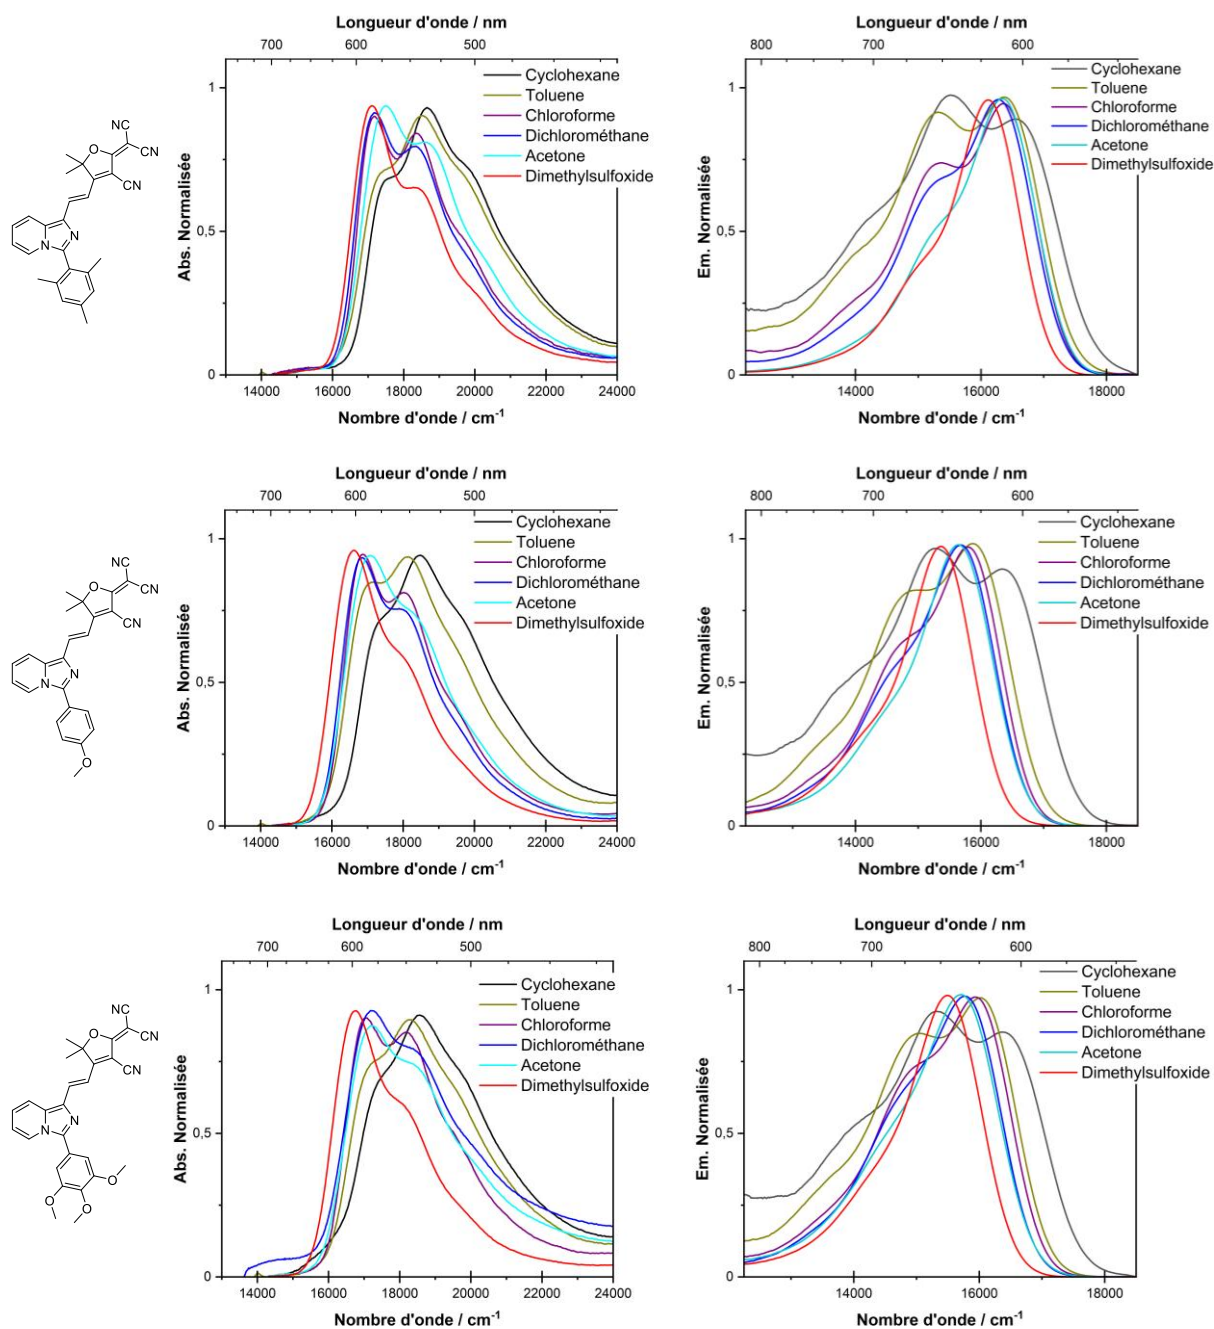 Longueur d'onde / nm
700 600 500
Abs. Normalisée
1
0,5
0
Cyclohexane
Toluene
Chloroforme
Dichlorométhane
Acetone
Dimethylsulfoxide
14000 16000 18000 20000 22000 24000
Nombre d'onde / cm-1
Longueur d'onde / nm
800 700 600
Em. Normalisée
1
0,5
0
Cyclohexane
Toluene
Chloroforme
Dichlorométhane
Acetone
Dimethylsulfoxide
14000 16000 18000
Nombre d'onde / cm-1
NC
CN
O
CN
N
N
Longueur d'onde / nm
700 600 500
Abs. Normalisée
1
0,5
0
Cyclohexane
Toluene
Chloroforme
Dichlorométhane
Acetone
Dimethylsulfoxide
14000 16000 18000 20000 22000 24000
Nombre d'onde / cm-1
Longueur d'onde / nm
800 700 600
Em. Normalisée
1
0,5
0
Cyclohexane
Toluene
Chloroforme
Dichlorométhane
Acetone
Dimethylsulfoxide
14000 16000 18000
Nombre d'onde / cm-1
NC
CN
O
CN
N
N
O
Longueur d'onde / nm
700 600 500
Abs. Normalisée
1
0,5
0
Cyclohexane
Toluene
Chloroforme
Dichlorométhane
Acetone
Dimethylsulfoxide
14000 16000 18000 20000 22000 24000
Nombre d'onde / cm-1
Longueur d'onde / nm
800 700 600
Em. Normalisée
1
0,5
0
Cyclohexane
Toluene
Chloroforme
Dichlorométhane
Acetone
Dimethylsulfoxide
14000 16000 18000
Nombre d'onde / cm-1
NC
CN
O
CN
N
N
O
O
O